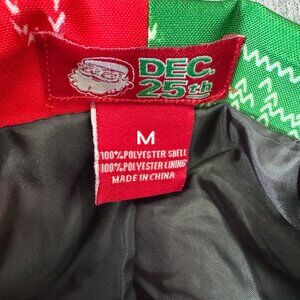 DEC.
25th
M
100%POLYESTER SHELL
100%POLYESTER LINING
MADE IN CHINA